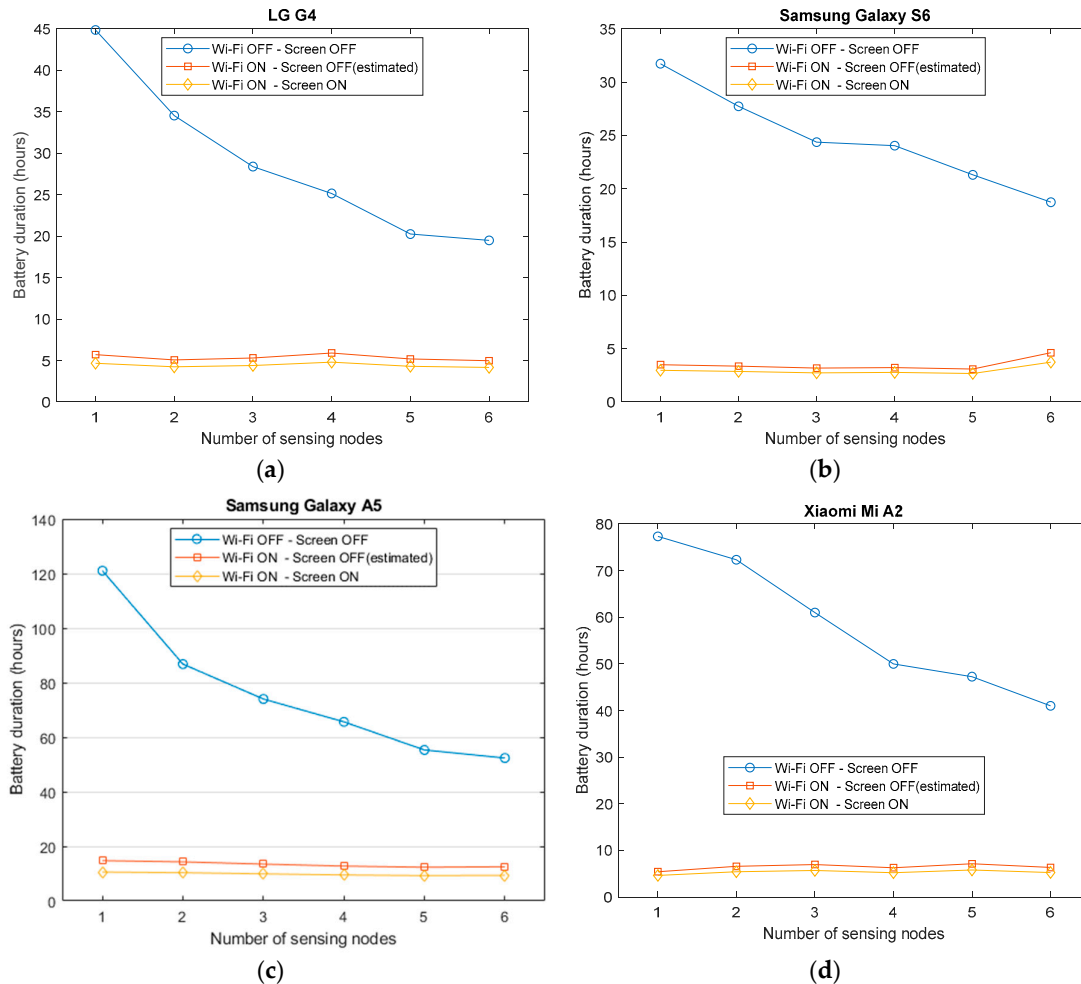 LG G4
45
40
35
30
25
20
15
10
5
0
Wi-Fi OFF - Screen OFF
Wi-Fi ON - Screen OFF(estimated)
Wi-Fi ON - Screen ON
Battery duration (hours)
1 2 3 4 5 6
Number of sensing nodes
(a)
Samsung Galaxy S6
35
30
25
20
15
10
5
0
Wi-Fi OFF - Screen OFF
Wi-Fi ON - Screen OFF(estimated)
Wi-Fi ON - Screen ON
Battery duration (hours)
1 2 3 4 5 6
Number of sensing nodes
(b)
Samsung Galaxy A5
140
120
100
80
60
40
20
0
Wi-Fi OFF - Screen OFF
Wi-Fi ON - Screen OFF(estimated)
Wi-Fi ON - Screen ON
Battery duration (hours)
1 2 3 4 5 6
Number of sensing nodes
(c)
Xiaomi Mi A2
80
70
60
50
40
30
20
10
0
Wi-Fi OFF - Screen OFF
Wi-Fi ON - Screen OFF(estimated)
Wi-Fi ON - Screen ON
Battery duration (hours)
1 2 3 4 5 6
Number of sensing nodes
(d)